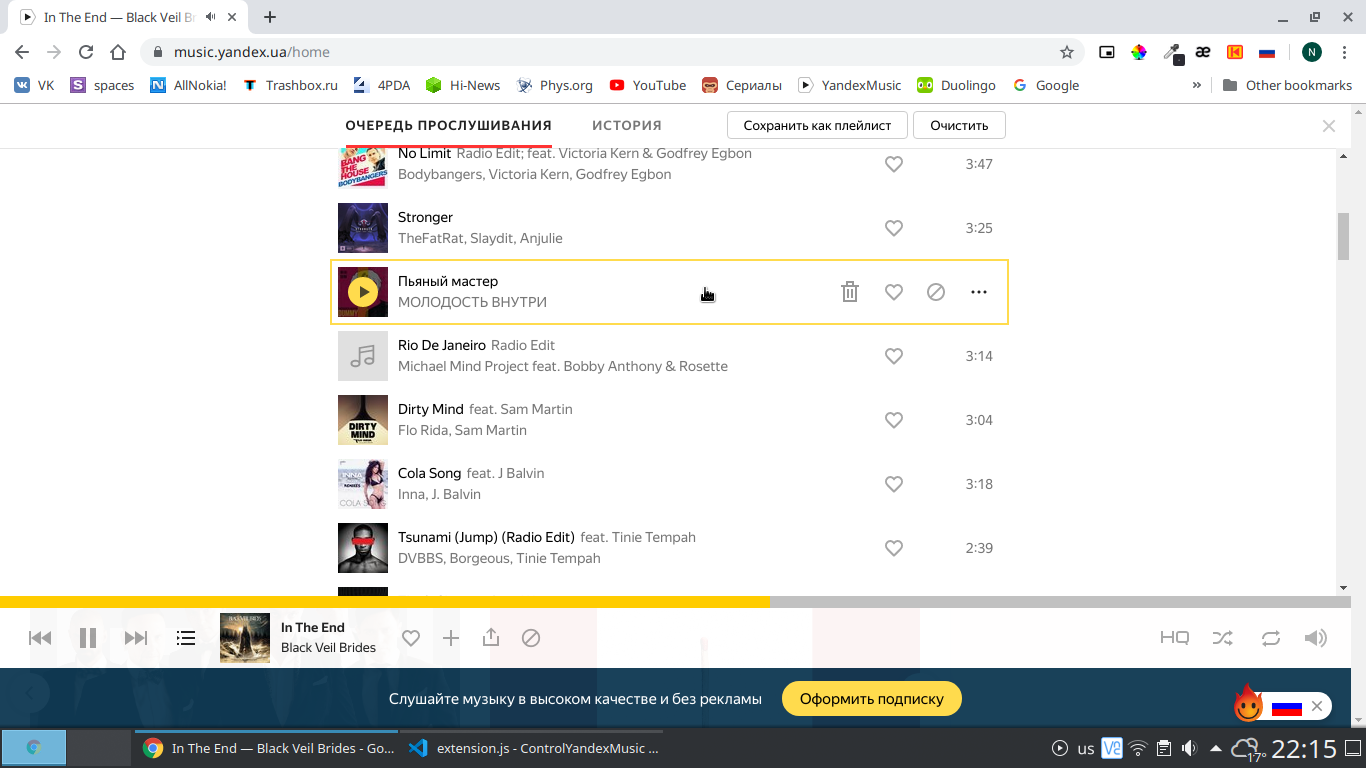 In The End — Black Veil Br
music.yandex.ua/home
N
VK
spaces
AllNokia!
Trashbox.ru
4PDA
Hi-News
Phys.org
YouTube
Сериалы
YandexMusic
Duolingo
Google
»
Other bookmarks
ОЧЕРЕДЬ ПРОСЛУШИВАНИЯ
ИСТОРИЯ
Сохранить как плейлист
Очистить
BANG THE HOUSE
BODYBANGERS
No Limit Radio Edit; feat. Victoria Kern & Godfrey Egbon
3:47
Bodybangers, Victoria Kern, Godfrey Egbon
Stronger
3:25
TheFatRat, Slaydit, Anjulie
Пьяный мастер
МОЛОДОСТЬ ВНУТРИ
Rio De Janeiro Radio Edit
3:14
Michael Mind Project feat. Bobby Anthony & Rosette
DIRTY MIND
Dirty Mind feat. Sam Martin
3:04
Flo Rida, Sam Martin
Cola Song feat. J Balvin
3:18
Inna, J. Balvin
Tsunami (Jump) (Radio Edit) feat. Tinie Tempah
2:39
DVBBS, Borgeous, Tinie Tempah
In The End
Black Veil Brides
HQ
Слушайте музыку в высоком качестве и без рекламы
Оформить подписку
In The End — Black Veil Brides - Go...
extension.js - ControlYandexMusic ...
us
17°
22:15